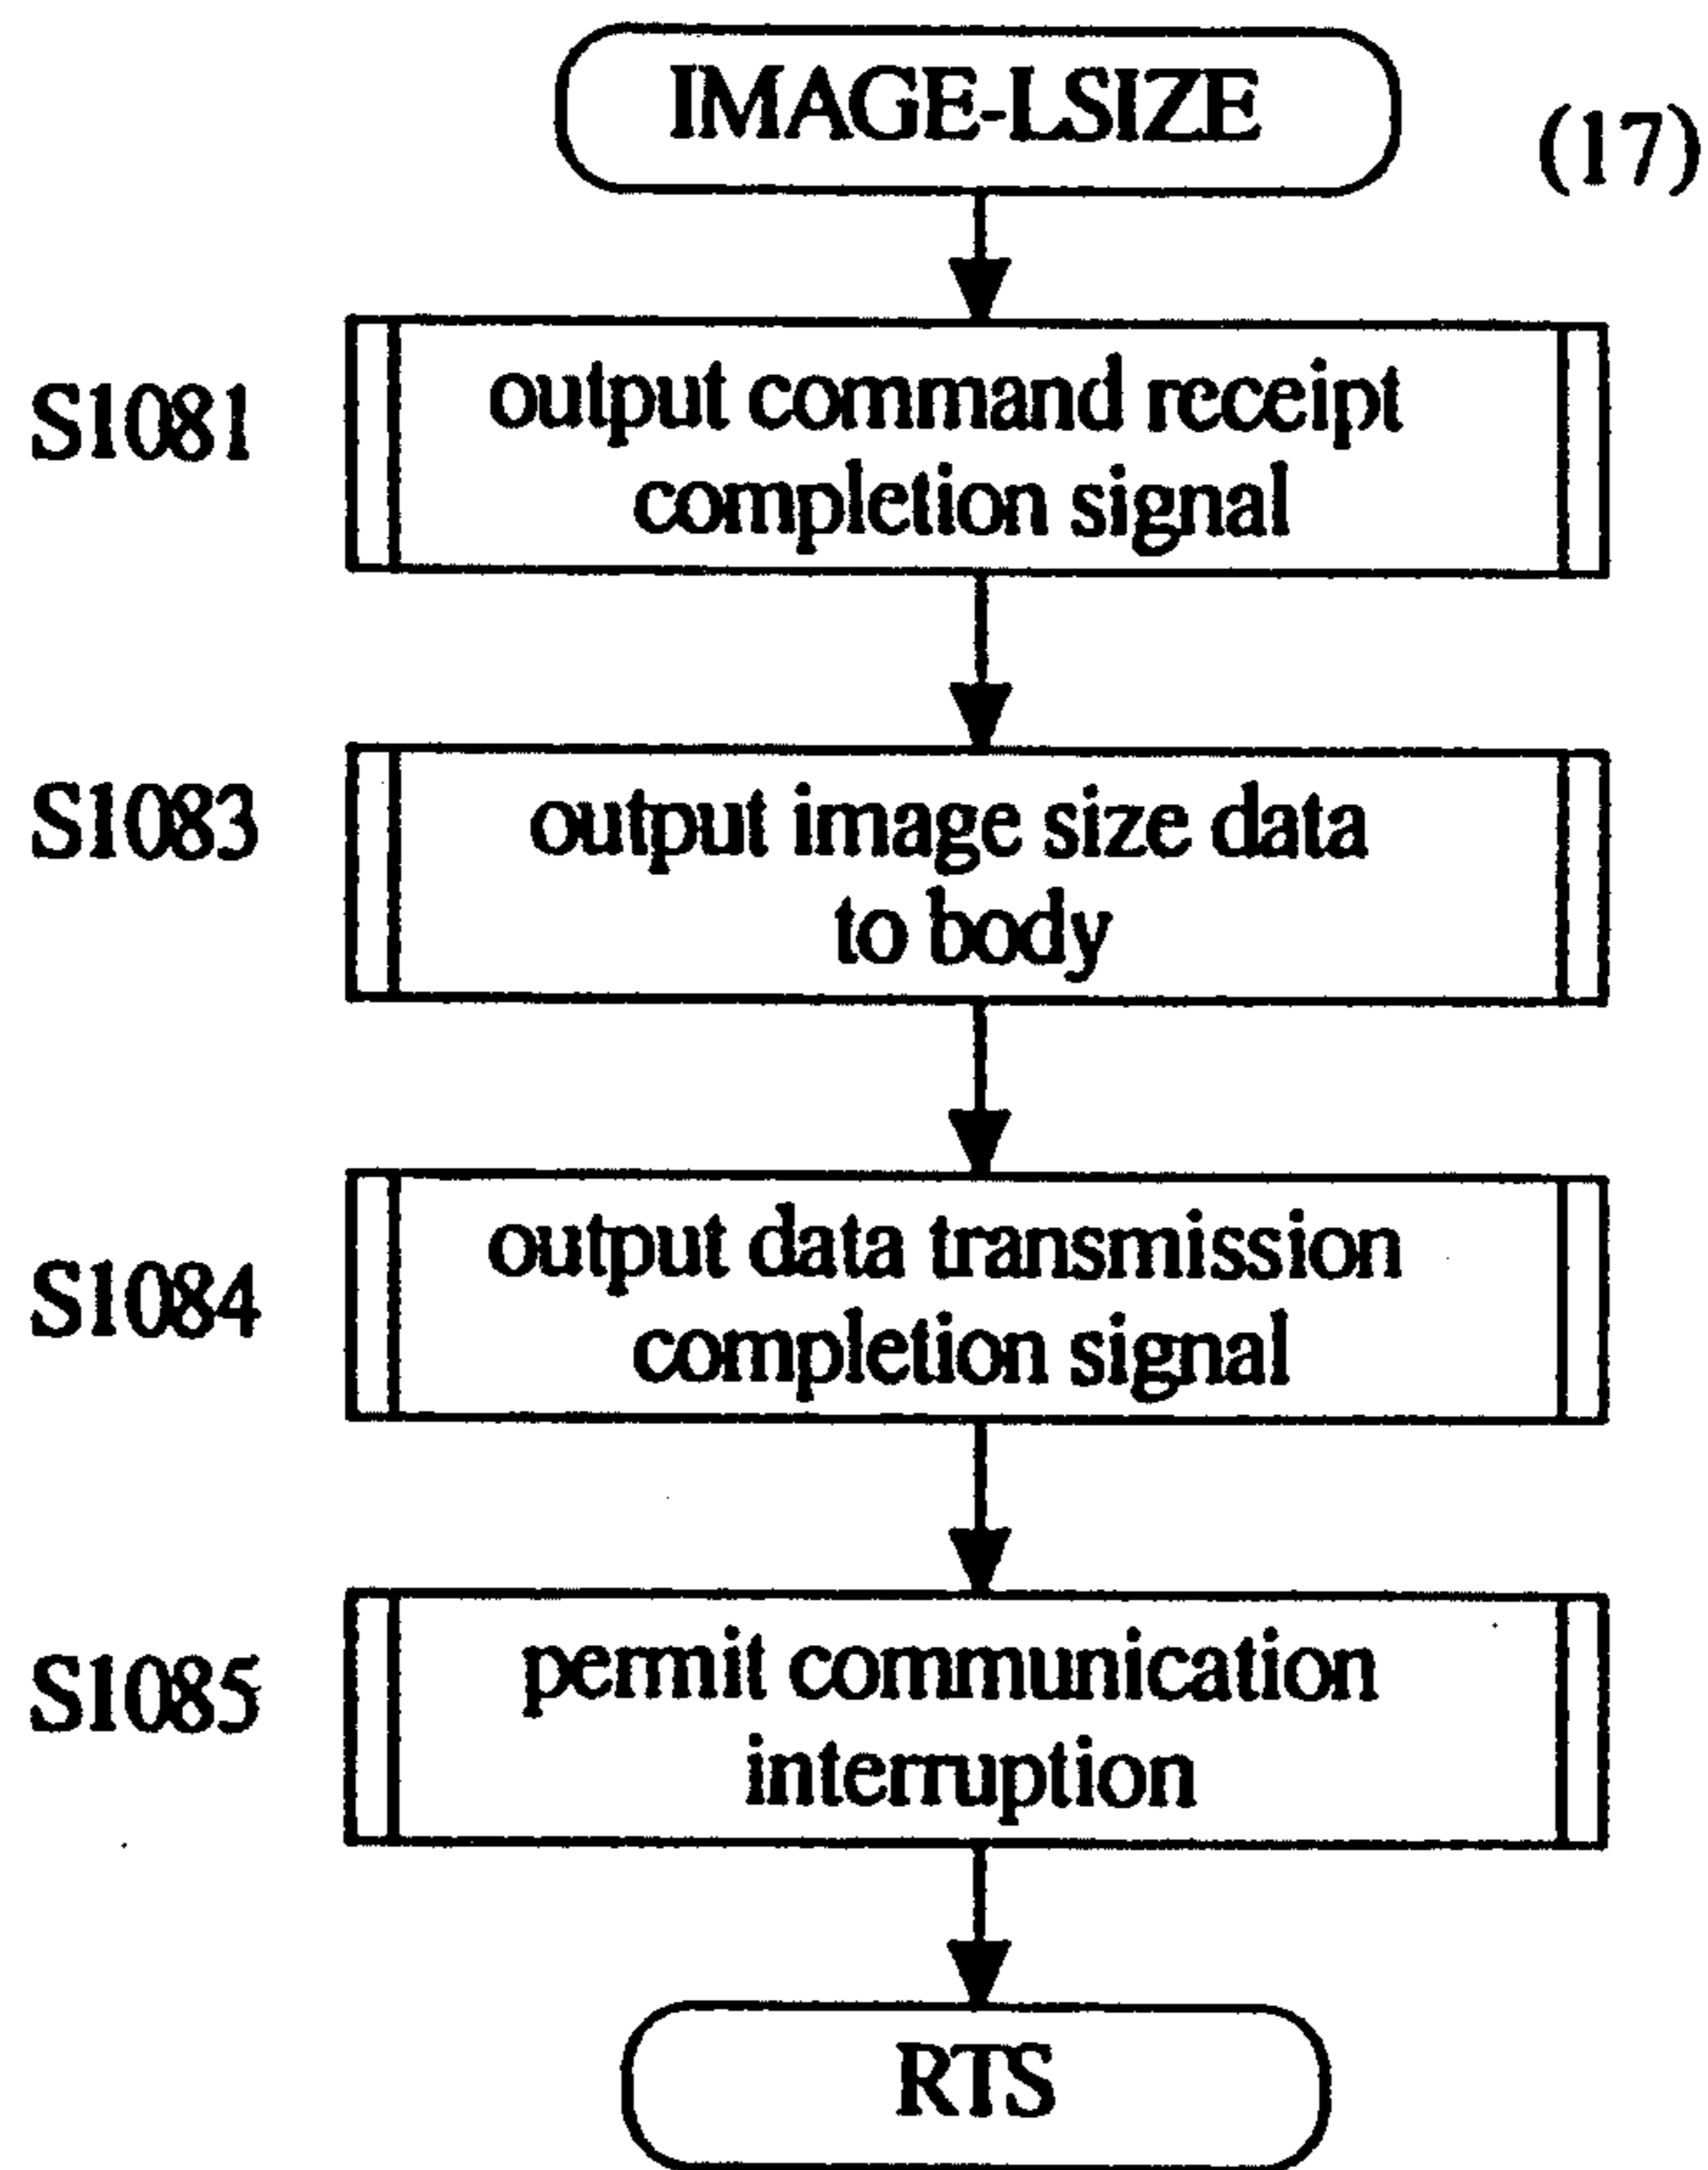 IMAGE-LSIZE
(17)
S1081
output command receipt
completion signal
S1083
output image size data
to body
S1084
output data transmission
completion signal
S1085
permit communication
interruption
RTS